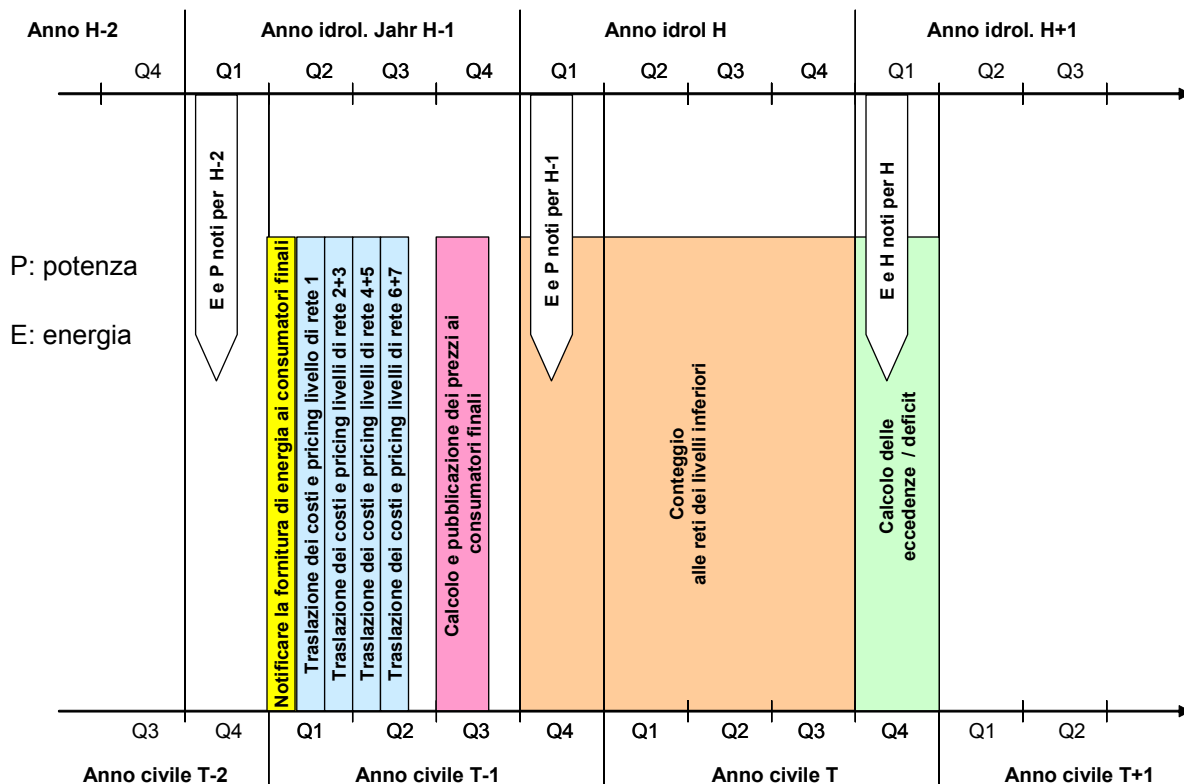 Anno H-2
Anno idrol. Jahr H-1
Anno idrol H
Anno idrol. H+1
Q4
Q1
Q2
Q3
Q4
Q1
Q2
Q3
Q4
Q1
Q2
Q3
P: potenza
E: energia
E e P noti per H-2
Notificare la fornitura di energia ai consumatori finali
Traslazione dei costi e pricing livello di rete 1
Traslazione dei costi e pricing livelli di rete 2+3
Traslazione dei costi e pricing livelli di rete 4+5
Traslazione dei costi e pricing livelli di rete 6+7
Calcolo e pubblicazione dei prezzi ai
consumatori finali
E e P noti per H-1
Conteggio
alle reti dei livelli inferiori
E e H noti per H
Calcolo delle
eccedenze / deficit
Q3
Q4
Q1
Q2
Q3
Q4
Q1
Q2
Q3
Q4
Q1
Q2
Anno civile T-2
Anno civile T-1
Anno civile T
Anno civile T+1